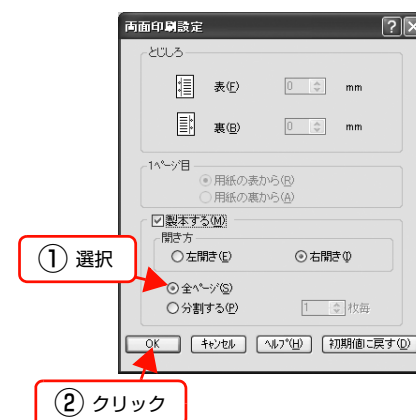 両面印刷設定
とじしろ
表(F) 0 mm
裏(B) 0 mm
1ページ目
用紙の表から(R)
用紙の裏から(A)
製本する(M)
開き方
左開き(E) 右開き(I)
① 選択
全ページ(S)
分割する(P) 1 枚毎
OK キャンセル ヘルプ(H) 初期値に戻す(D)
② クリック